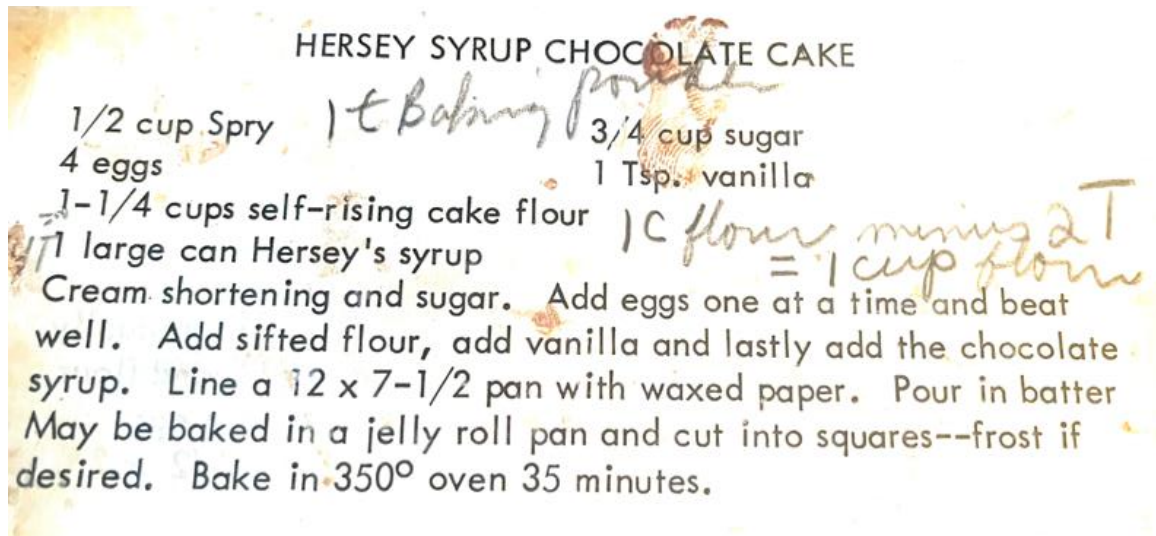 HERSEY SYRUP CHOCOLATE CAKE
1t Baking powder
1/2 cup Spry 3/4 cup sugar
4 eggs 1 Tsp. vanilla
1-1/4 cups self-rising cake flour 1C flour minus 2T
= 1 cup flour
1 large can Hersey's syrup
Cream shortening and sugar. Add eggs one at a time and beat
well. Add sifted flour, add vanilla and lastly add the chocolate
syrup. Line a 12 x 7-1/2 pan with waxed paper. Pour in batter
May be baked in a jelly roll pan and cut into squares--frost if
desired. Bake in 350º oven 35 minutes.